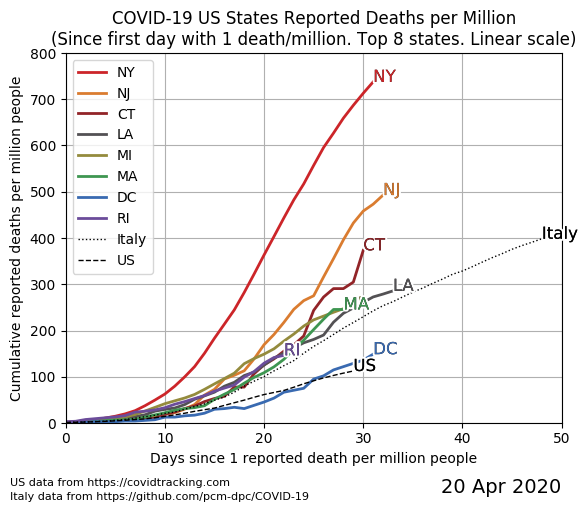 COVID-19 US States Reported Deaths per Million
(Since first day with 1 death/million. Top 8 states. Linear scale)
Cumulative reported deaths per million people
800
700
600
500
400
300
200
100
0
NY
NJ
CT
LA
MI
MA
DC
RI
Italy
US
NY
NJ
CT
LA
MA
RI
DC
US
Italy
0
10
20
30
40
50
Days since 1 reported death per million people
US data from https://covidtracking.com
Italy data from https://github.com/pcm-dpc/COVID-19
20 Apr 2020